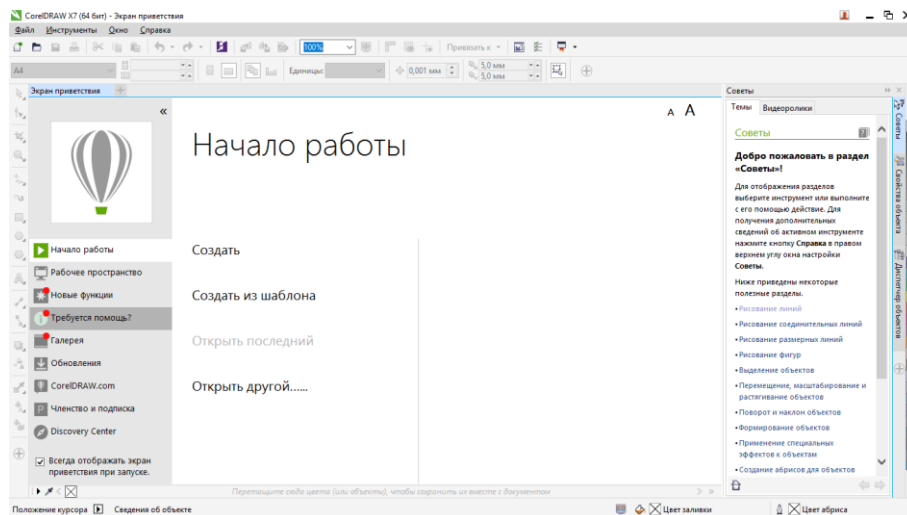 CorelDRAW X7 (64 бит) - Экран приветствия
Файл Инструменты Окно Справка
100% Привязать к
A4 Единицы: 0,001 мм 5,0 мм
5,0 мм
Экран приветствия
A A
Начало работы
Начало работы
Рабочее пространство
Новые функции
Требуется помощь?
Галерея
Обновления
CorelDRAW.com
Членство и подписка
Discovery Center
Всегда отображать экран
приветствия при запуске.
Создать
Создать из шаблона
Открыть последний
Открыть другой......
Советы
Темы Видеоролики
Советы
Добро пожаловать в раздел
«Советы»!
Для отображения разделов
выберите инструмент или выполните
с его помощью действие. Для
получения дополнительных
сведений об активном инструменте
нажмите кнопку Справка в правом
верхнем углу окна настройки
Советы.
Ниже приведены некоторые
полезные разделы.
•Рисование линий
•Рисование соединительных линий
•Рисование размерных линий
•Рисование фигур
•Выделение объектов
•Перемещение, масштабирование и
растягивание объектов
•Поворот и наклон объектов
•Формирование объектов
•Применение специальных
эффектов к объектам
•Создание абрисов для объектов
Советы
Свойства объекта
Диспетчер объектов
Перетащите сюда цвета (или объекты), чтобы сохранить их вместе с документом
Положение курсора Сведения об объекте Цвет заливки Цвет абриса